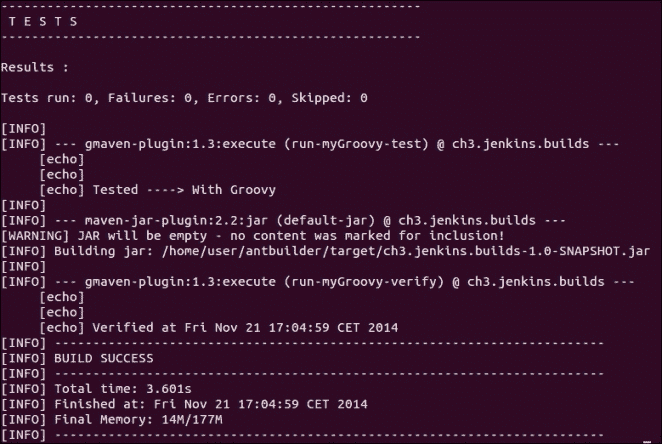 -------------------------------------------------------
 T E S T S
-------------------------------------------------------
Results :
Tests run: 0, Failures: 0, Errors: 0, Skipped: 0
[INFO]
[INFO] --- gmaven-plugin:1.3:execute (run-myGroovy-test) @ ch3.jenkins.builds ---
     [echo]
     [echo]
     [echo] Tested ----> With Groovy
[INFO]
[INFO] --- maven-jar-plugin:2.2:jar (default-jar) @ ch3.jenkins.builds ---
[WARNING] JAR will be empty - no content was marked for inclusion!
[INFO] Building jar: /home/user/antbuilder/target/ch3.jenkins.builds-1.0-SNAPSHOT.jar
[INFO]
[INFO] --- gmaven-plugin:1.3:execute (run-myGroovy-verify) @ ch3.jenkins.builds ---
     [echo]
     [echo]
     [echo] Verified at Fri Nov 21 17:04:59 CET 2014
[INFO] ------------------------------------------------------------------------
[INFO] BUILD SUCCESS
[INFO] ------------------------------------------------------------------------
[INFO] Total time: 3.601s
[INFO] Finished at: Fri Nov 21 17:04:59 CET 2014
[INFO] Final Memory: 14M/177M
[INFO] ------------------------------------------------------------------------